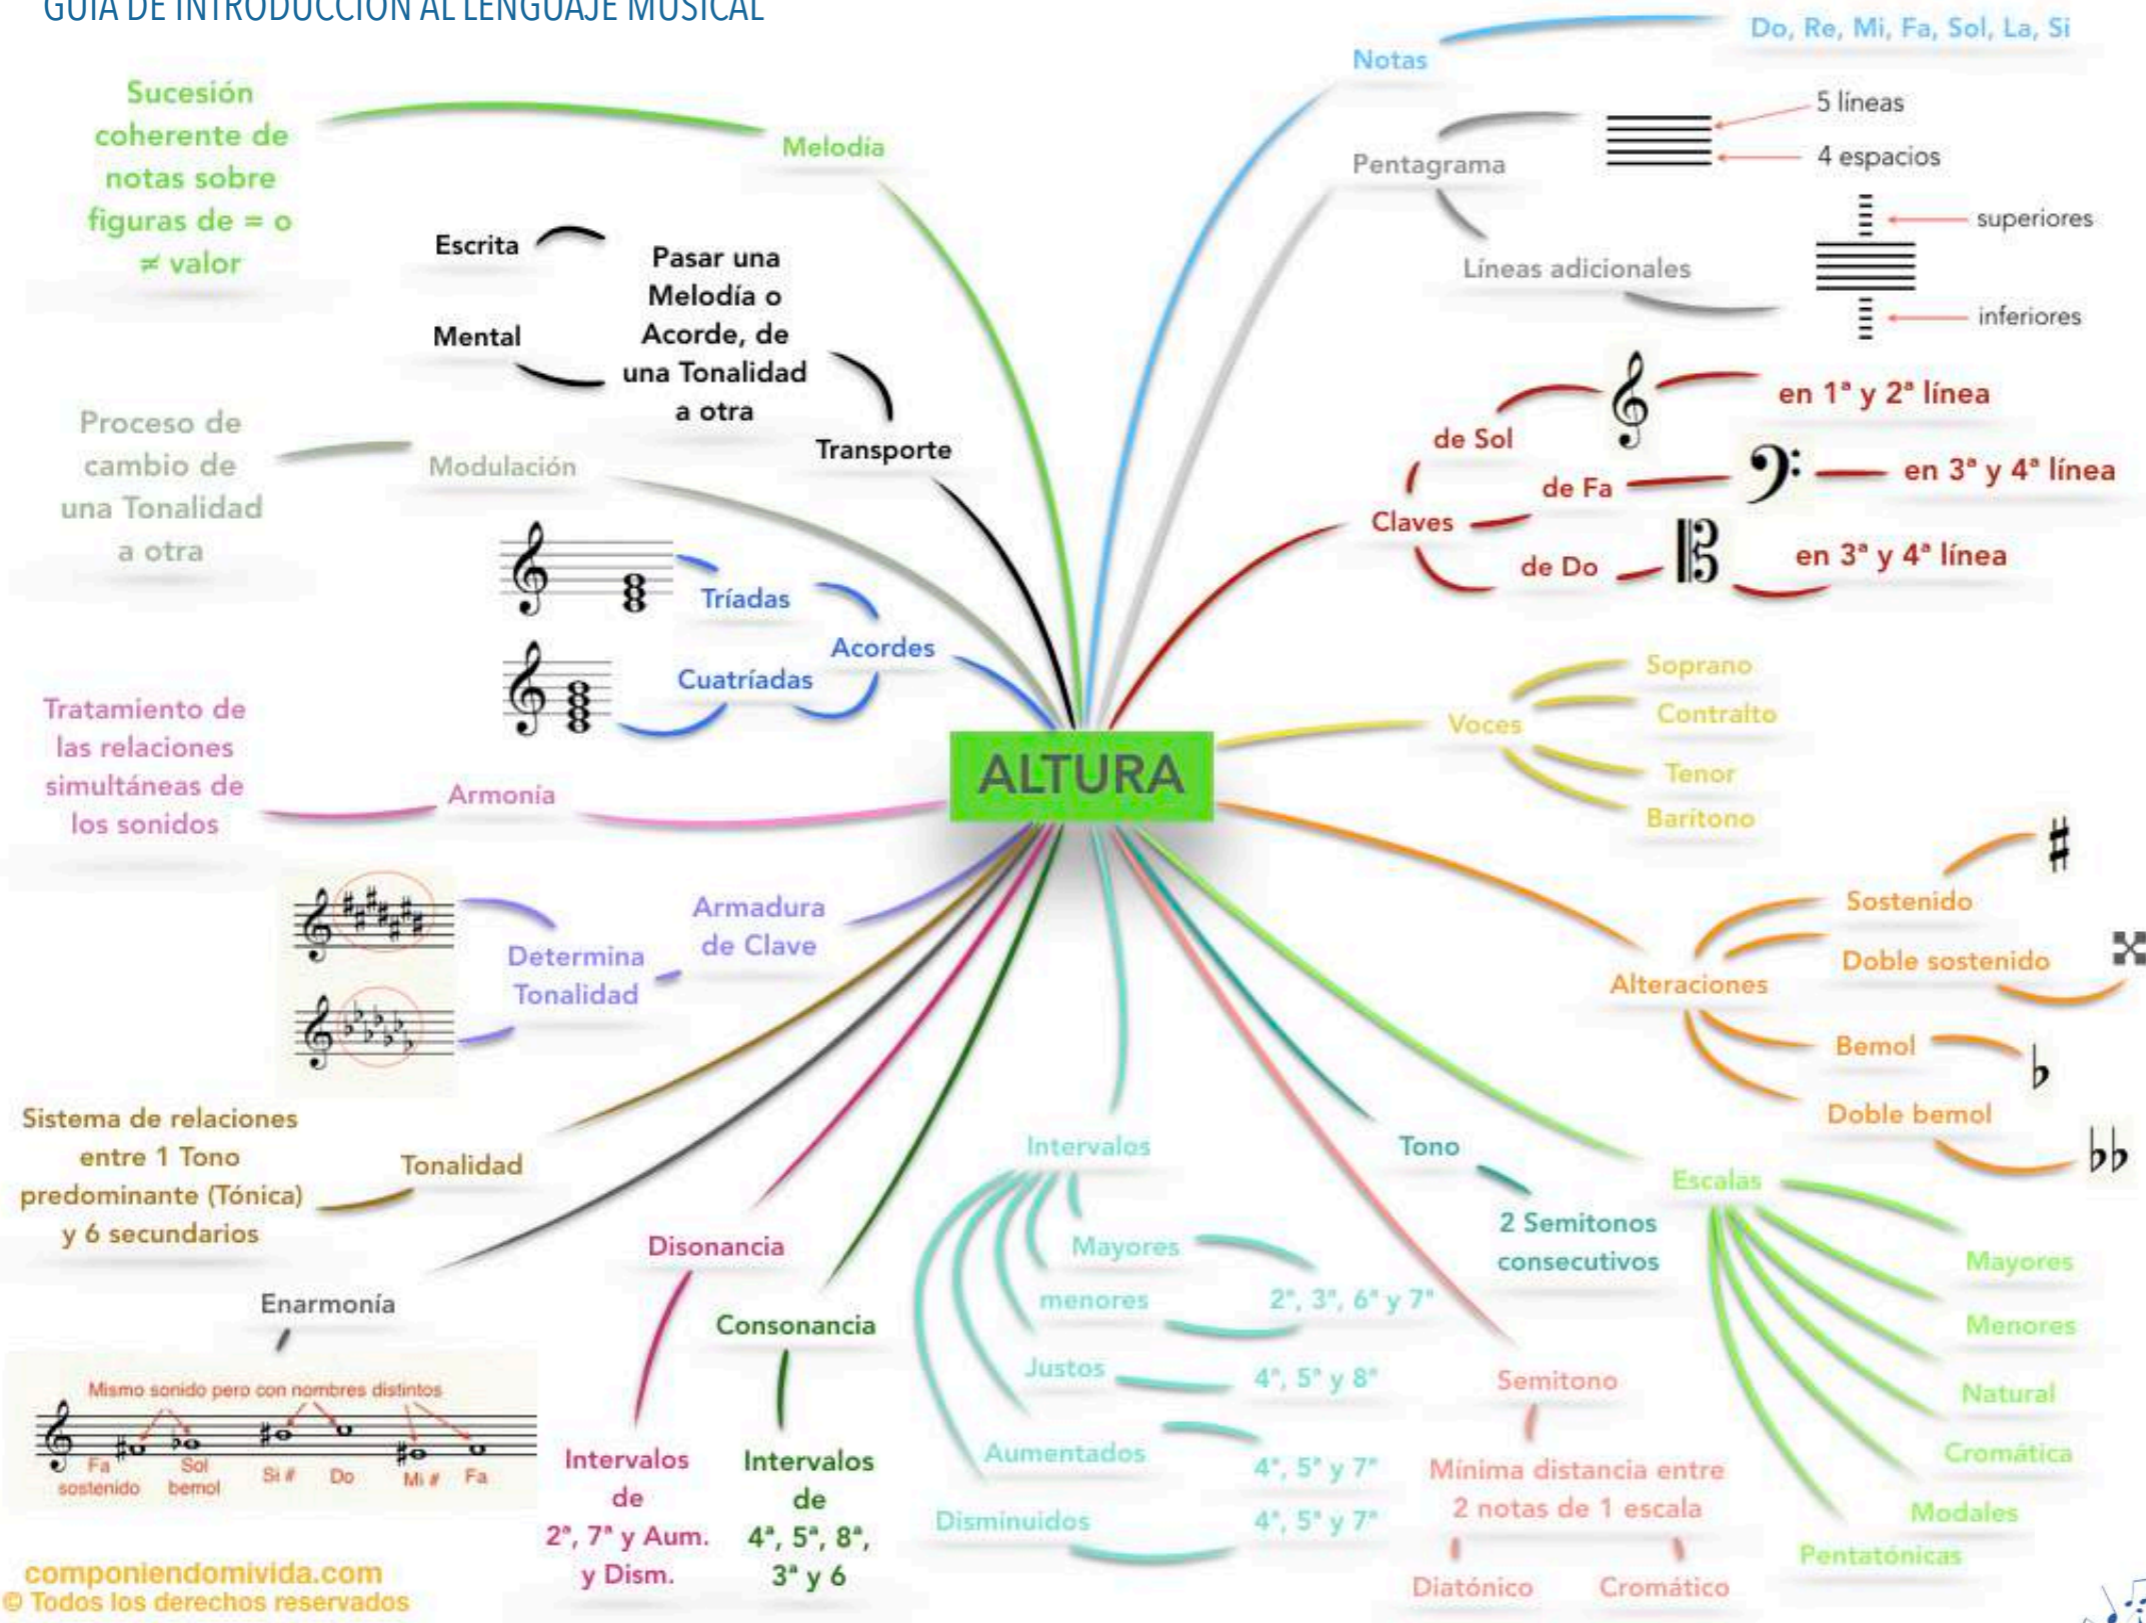 GUÍA DE INTRODUCCIÓN AL LENGUAJE MUSICAL
Sucesión
coherente de
notas sobre
figuras de = o
≠ valor
Melodía
Escrita
Mental
Pasar una
Melodía o
Acorde, de
una Tonalidad
a otra
Transporte
Proceso de
cambio de
una Tonalidad
a otra
Modulación
Tríadas
Cuatríadas
Acordes
Tratamiento de
las relaciones
simultáneas de
los sonidos
Armonía
Determina
Tonalidad
Armadura
de Clave
Sistema de relaciones
entre 1 Tono
predominante (Tónica)
y 6 secundarios
Tonalidad
Enarmonía
Mismo sonido pero con nombres distintos
Fa
sostenido
Sol
bemol
Si #
Do
Mi #
Fa
Disonancia
Intervalos
de
2ª, 7ª y Aum.
y Dism.
Consonancia
Intervalos
de
4ª, 5ª, 8ª,
3ª y 6
ALTURA
Notas
Do, Re, Mi, Fa, Sol, La, Si
Pentagrama
5 líneas
4 espacios
Líneas adicionales
superiores
inferiores
Claves
de Sol
en 1ª y 2ª línea
de Fa
en 3ª y 4ª línea
de Do
en 3ª y 4ª línea
Voces
Soprano
Contralto
Tenor
Barítono
Alteraciones
Sostenido
♯
Doble sostenido
Bemol
♭
Doble bemol
♭♭
Escalas
Mayores
Menores
Natural
Cromática
Modales
Pentatónicas
Tono
2 Semitonos
consecutivos
Semitono
Mínima distancia entre
2 notas de 1 escala
Diatónico
Cromático
Intervalos
Mayores
menores
2ª, 3ª, 6ª y 7ª
Justos
4ª, 5ª y 8ª
Aumentados
4ª, 5ª y 7ª
Disminuidos
4ª, 5ª y 7ª
componiendomivida.com
© Todos los derechos reservados